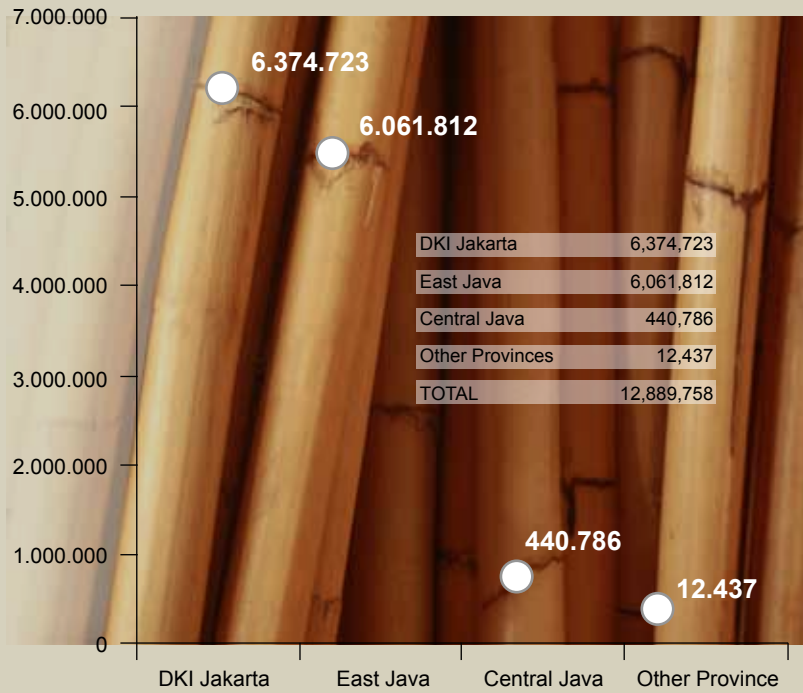 7.000.000
6.374.723
6.000.000
6.061.812
5.000.000
DKI Jakarta 6,374,723
4.000.000
East Java 6,061,812
Central Java 440,786
3.000.000
Other Provinces 12,437
TOTAL 12,889,758
2.000.000
1.000.000
440.786
12.437
0
DKI Jakarta East Java Central Java Other Province